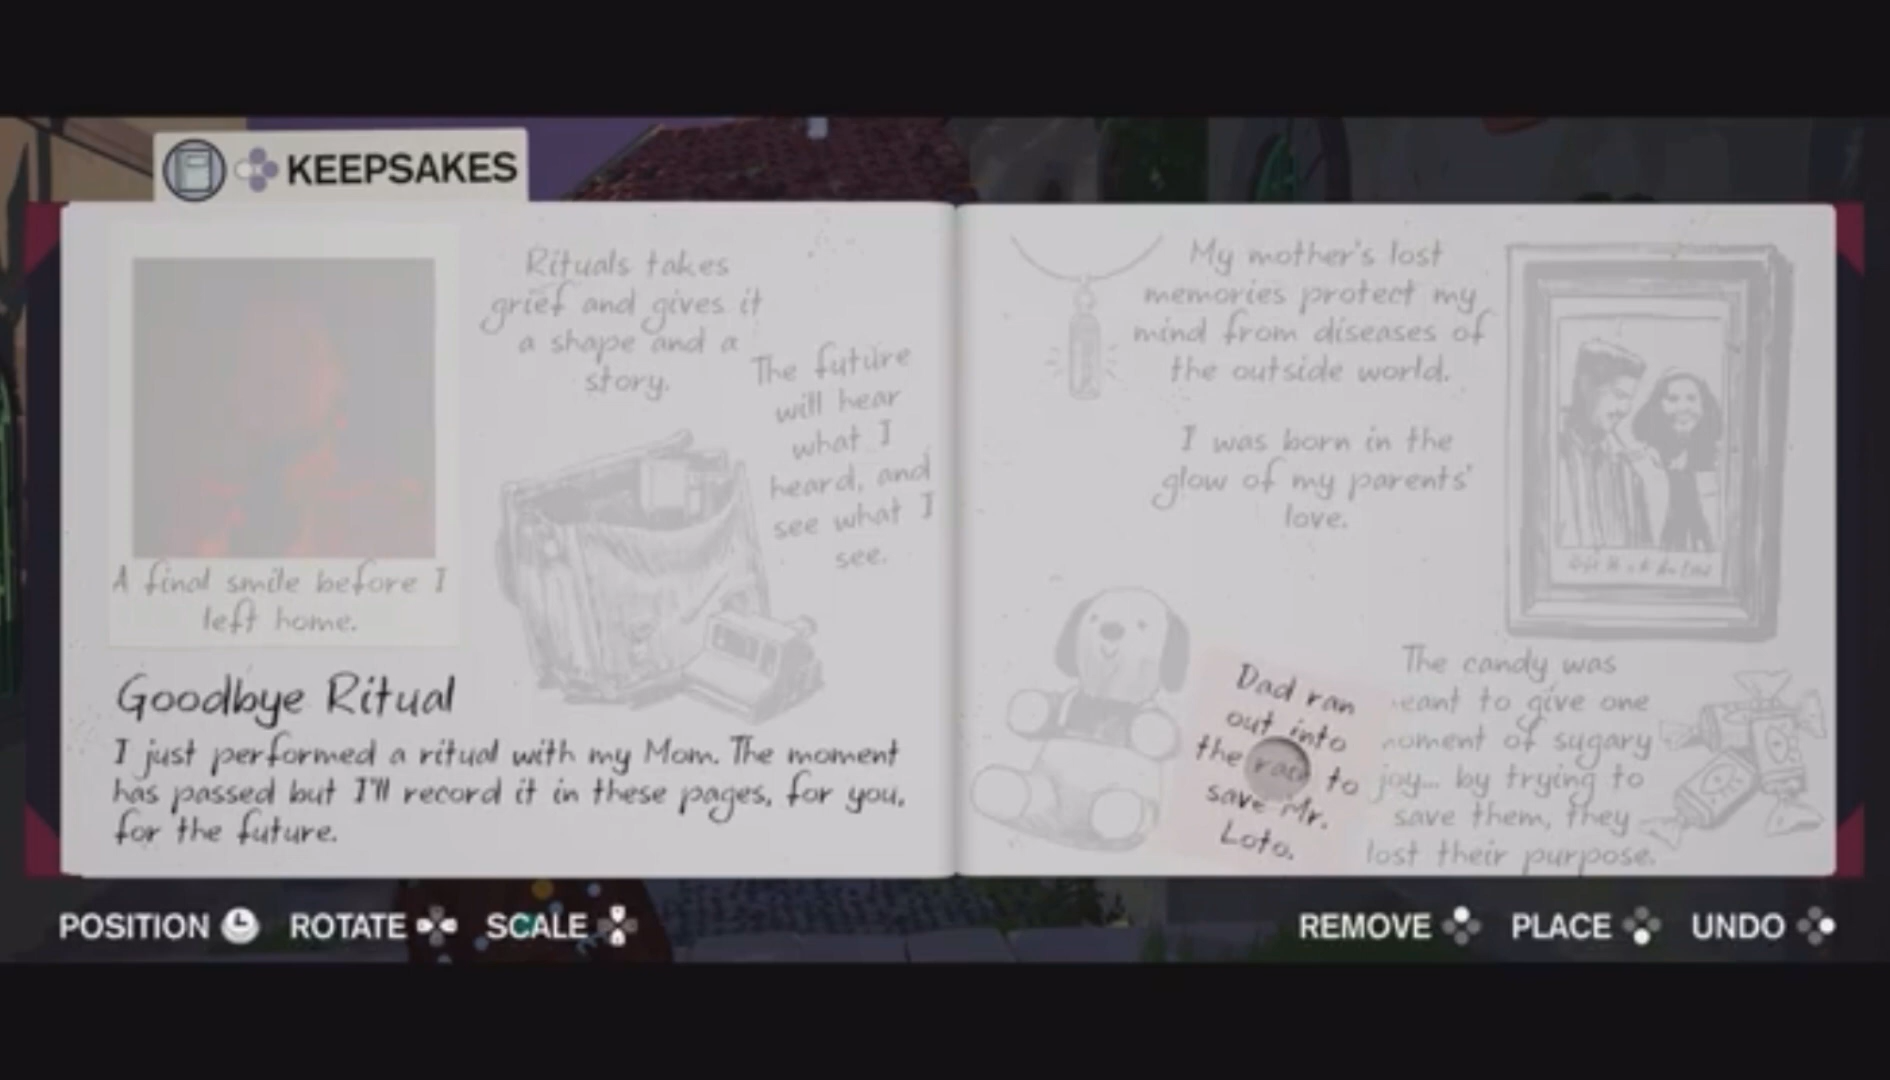 KEEPSAKES
Rituals takes
grief and gives it
a shape and a
story.
The future
will hear
what I
heard, and
see what I
see.
A final smile before I
left home.
Goodbye Ritual
I just performed a ritual with my Mom. The moment
has passed but I'll record it in these pages, for you,
for the future.
My mother's lost
memories protect my
mind from diseases of
the outside world.
I was born in the
glow of my parents'
love.
Dad ran
out into
the to
save Mr.
Loto.
The candy was
to give one
of sugary
joy... by trying to
save them, they
lost their purpose.
POSITION ROTATE SCALE REMOVE PLACE UNDO